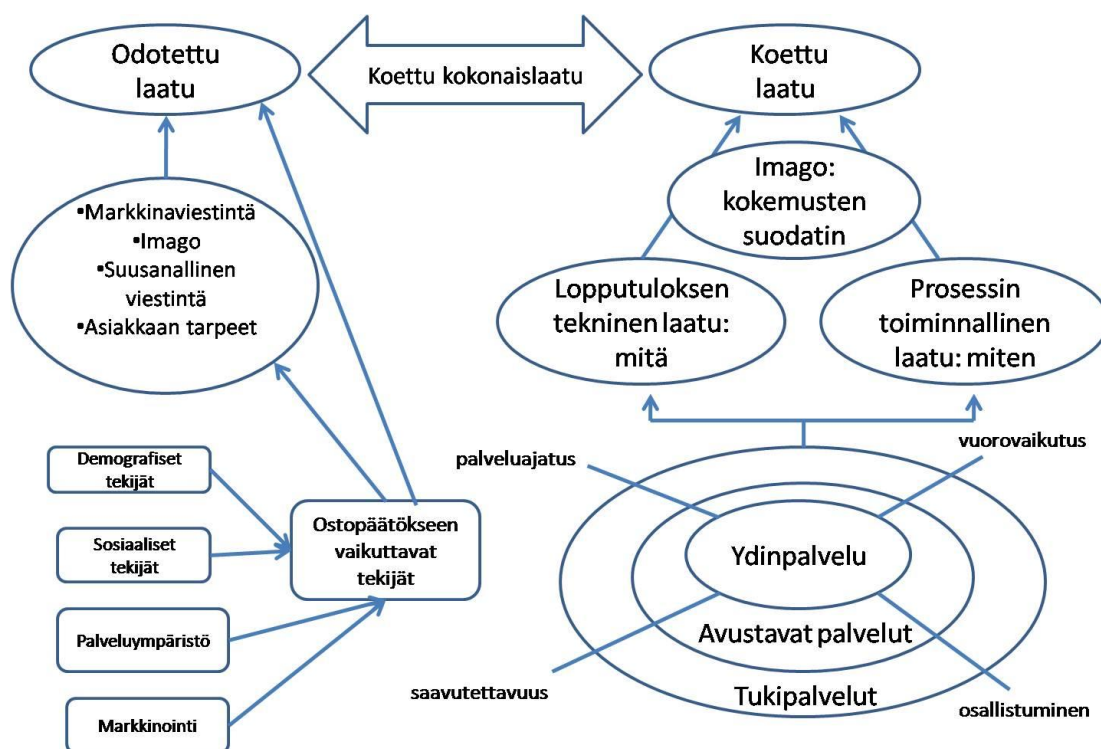 Odotettu
laatu
Koettu kokonaislaatu
Koettu
laatu
▪Markkinaviestintä
▪Imago
▪Suusanallinen
viestintä
▪Asiakkaan tarpeet
Imago:
kokemusten
suodatin
Lopputuloksen
tekninen laatu:
mitä
Prosessin
toiminnallinen
laatu: miten
Demografiset
tekijät
Sosiaaliset
tekijät
Palveluympäristö
Markkinointi
Ostopäätökseen
vaikuttavat
tekijät
palveluajatus
vuorovaikutus
Ydinpalvelu
Avustavat palvelut
Tukipalvelut
saavutettavuus
osallistuminen